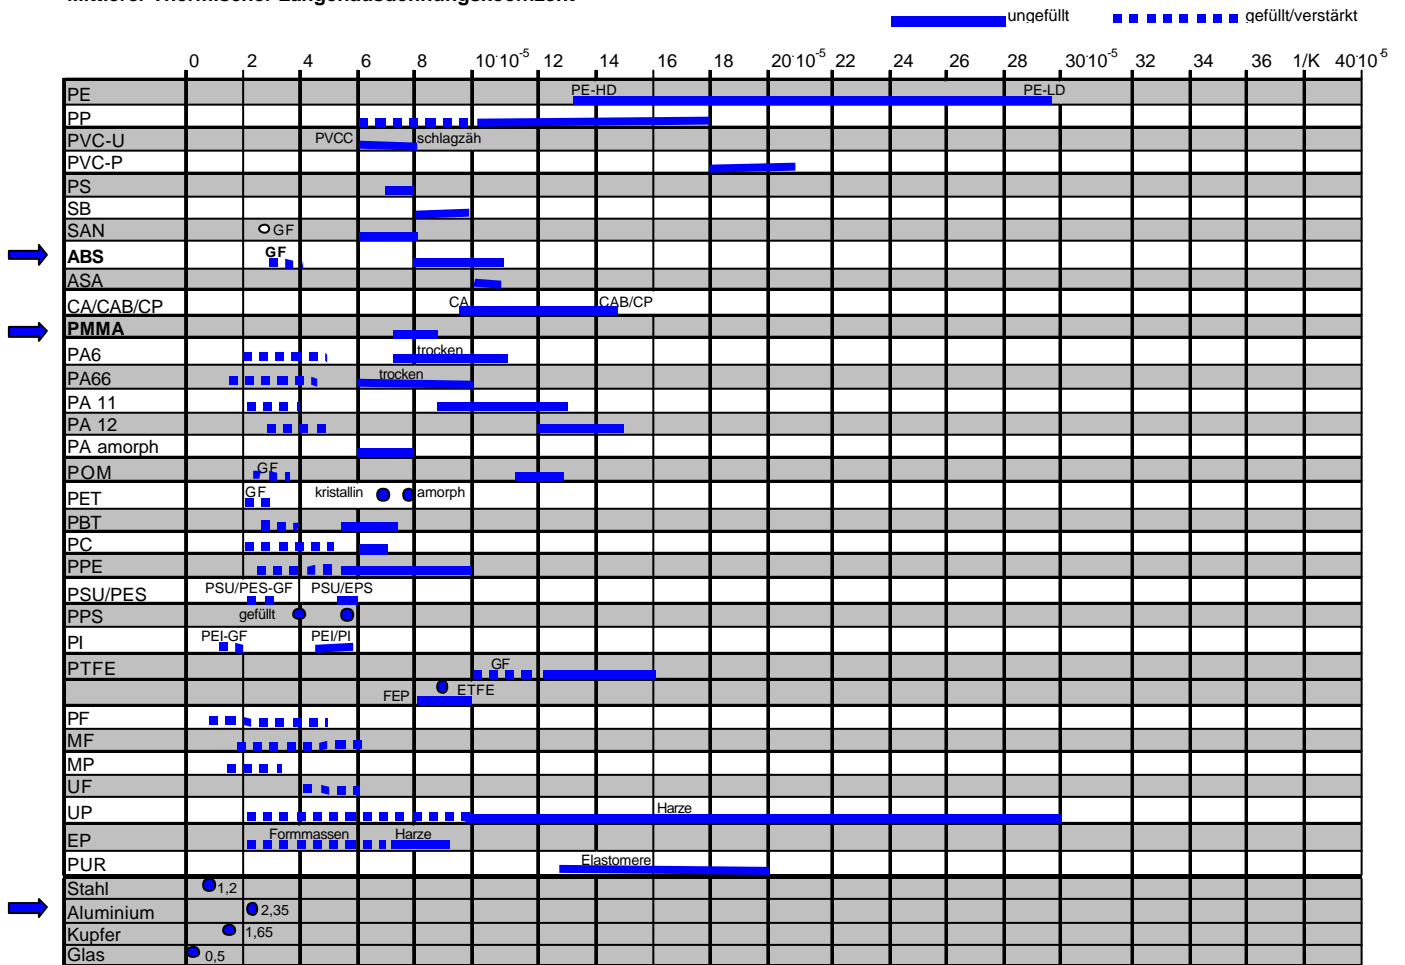 Mittlerer Thermischer Längenausdehnungskoeffizient
ungefüllt gefüllt/verstärkt
0 2 4 6 8 10·10⁻⁵ 12 14 16 18 20·10⁻⁵ 22 24 26 28 30·10⁻⁵ 32 34 36 1/K 40·10⁻⁵
PE PE-HD PE-LD
PP
PVC-U PVCC schlagzäh
PVC-P
PS
SB
SAN GF
ABS GF
ASA
CA/CAB/CP CA CAB/CP
PMMA
PA6 trocken
PA66 trocken
PA 11
PA 12
PA amorph
POM GF
PET GF kristallin amorph
PBT
PC
PPE
PSU/PES PSU/PES-GF PSU/EPS
PPS gefüllt
PI PEI-GF PEI/PI
PTFE GF
FEP ETFE
PF
MF
MP
UF
UP Harze
EP Formmassen Harze
PUR Elastomere
Stahl 1,2
Aluminium 2,35
Kupfer 1,65
Glas 0,5